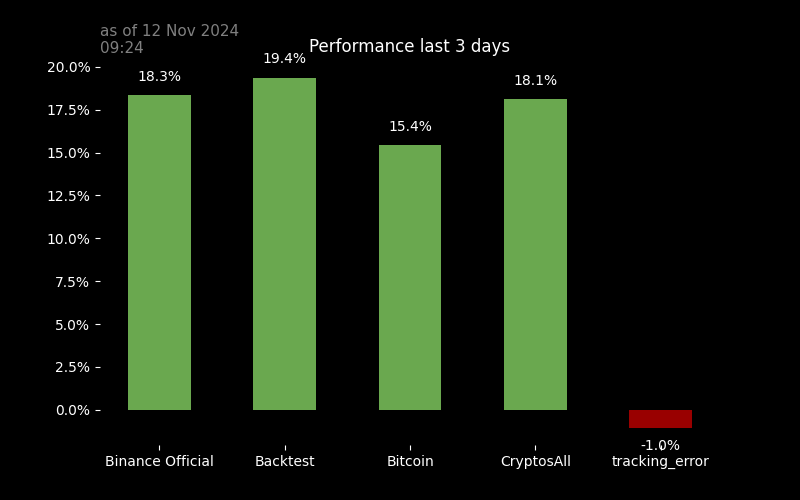 as of 12 Nov 2024
09:24
Performance last 3 days
20.0%
17.5%
15.0%
12.5%
10.0%
7.5%
5.0%
2.5%
0.0%
18.3%
19.4%
15.4%
18.1%
-1.0%
Binance Official
Backtest
Bitcoin
CryptosAll
tracking_error